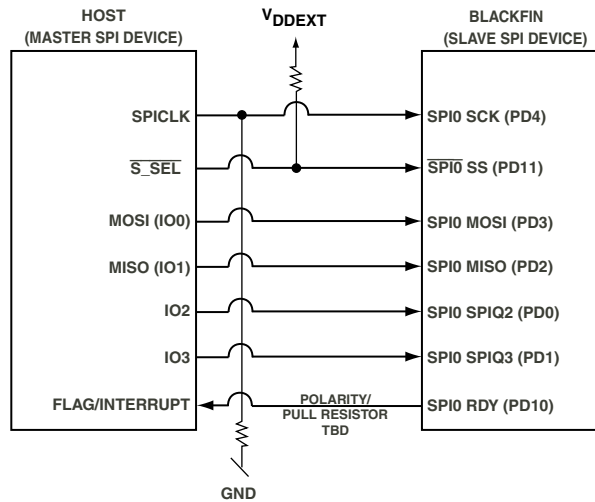 HOST
(MASTER SPI DEVICE)
VDDEXT
BLACKFIN
(SLAVE SPI DEVICE)
SPICLK
SPI0 SCK (PD4)
S_SEL
SPI0 SS (PD11)
MOSI (IO0)
SPI0 MOSI (PD3)
MISO (IO1)
SPI0 MISO (PD2)
IO2
SPI0 SPIQ2 (PD0)
IO3
SPI0 SPIQ3 (PD1)
FLAG/INTERRUPT
POLARITY/
PULL RESISTOR
TBD
SPI0 RDY (PD10)
GND